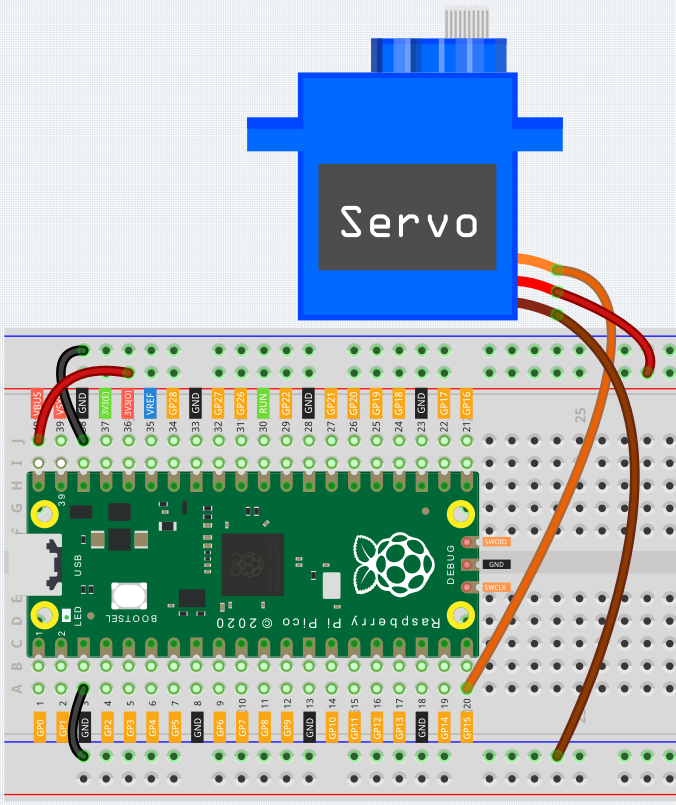 Servo
VBUS
VSYS
GND
3V3(E)
3V3(O)
VREF
GP28
GND
GP27
GP26
RUN
GP22
GND
GP21
GP20
GP19
GP18
GND
GP17
GP16
39 37 36 35 34 33 32 31 30 29 28 27 26 25 24 23 22 21
25
J
I
H
G
F
39
USB
DEBUG
SWDIO
GND
SWCLK
LED
BOOTSEL
Raspberry Pi Pico ©2020
1
2
E
D
C
B
A
1 2 3 4 5 6 7 8 9 10 11 12 13 14 15 16 17 18 19 20
GP0
GP1
GND
GP2
GP3
GP4
GP5
GND
GP6
GP7
GP8
GP9
GND
GP10
GP11
GP12
GP13
GND
GP14
GP15